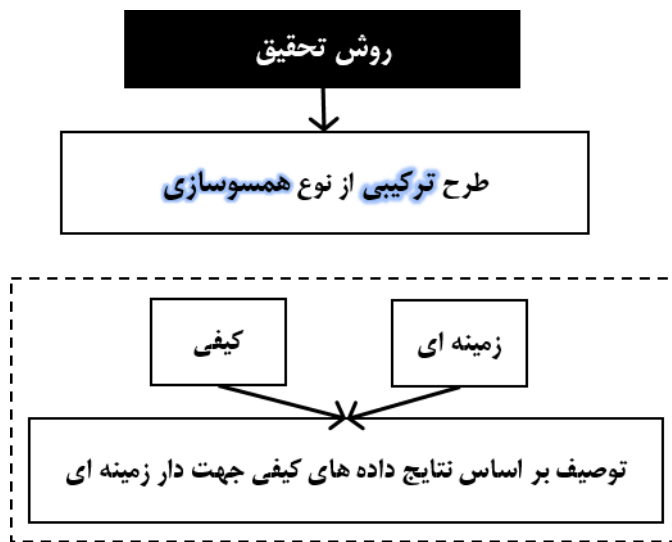 روش تحقیق
طرح ترکیبی از نوع همسوسازی
زمینه ای
کیفی
توصیف بر اساس نتایج داده های کیفی جهت دار زمینه ای